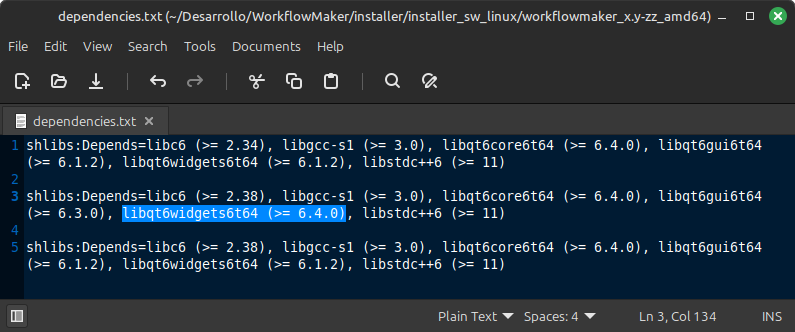 dependencies.txt (~/Desarrollo/WorkflowMaker/installer/installer_sw_linux/workflowmaker_x.y-zz_amd64)
File Edit View Search Tools Documents Help
dependencies.txt
1 shlibs:Depends=libc6 (>= 2.34), libgcc-s1 (>= 3.0), libqt6core6t64 (>= 6.4.0), libqt6gui6t64
(>= 6.1.2), libqt6widgets6t64 (>= 6.1.2), libstdc++6 (>= 11)
2
3 shlibs:Depends=libc6 (>= 2.38), libgcc-s1 (>= 3.0), libqt6core6t64 (>= 6.4.0), libqt6gui6t64
(>= 6.3.0), libqt6widgets6t64 (>= 6.4.0), libstdc++6 (>= 11)
4
5 shlibs:Depends=libc6 (>= 2.38), libgcc-s1 (>= 3.0), libqt6core6t64 (>= 6.4.0), libqt6gui6t64
(>= 6.1.2), libqt6widgets6t64 (>= 6.1.2), libstdc++6 (>= 11)
Plain Text Spaces: 4 Ln 3, Col 134 INS